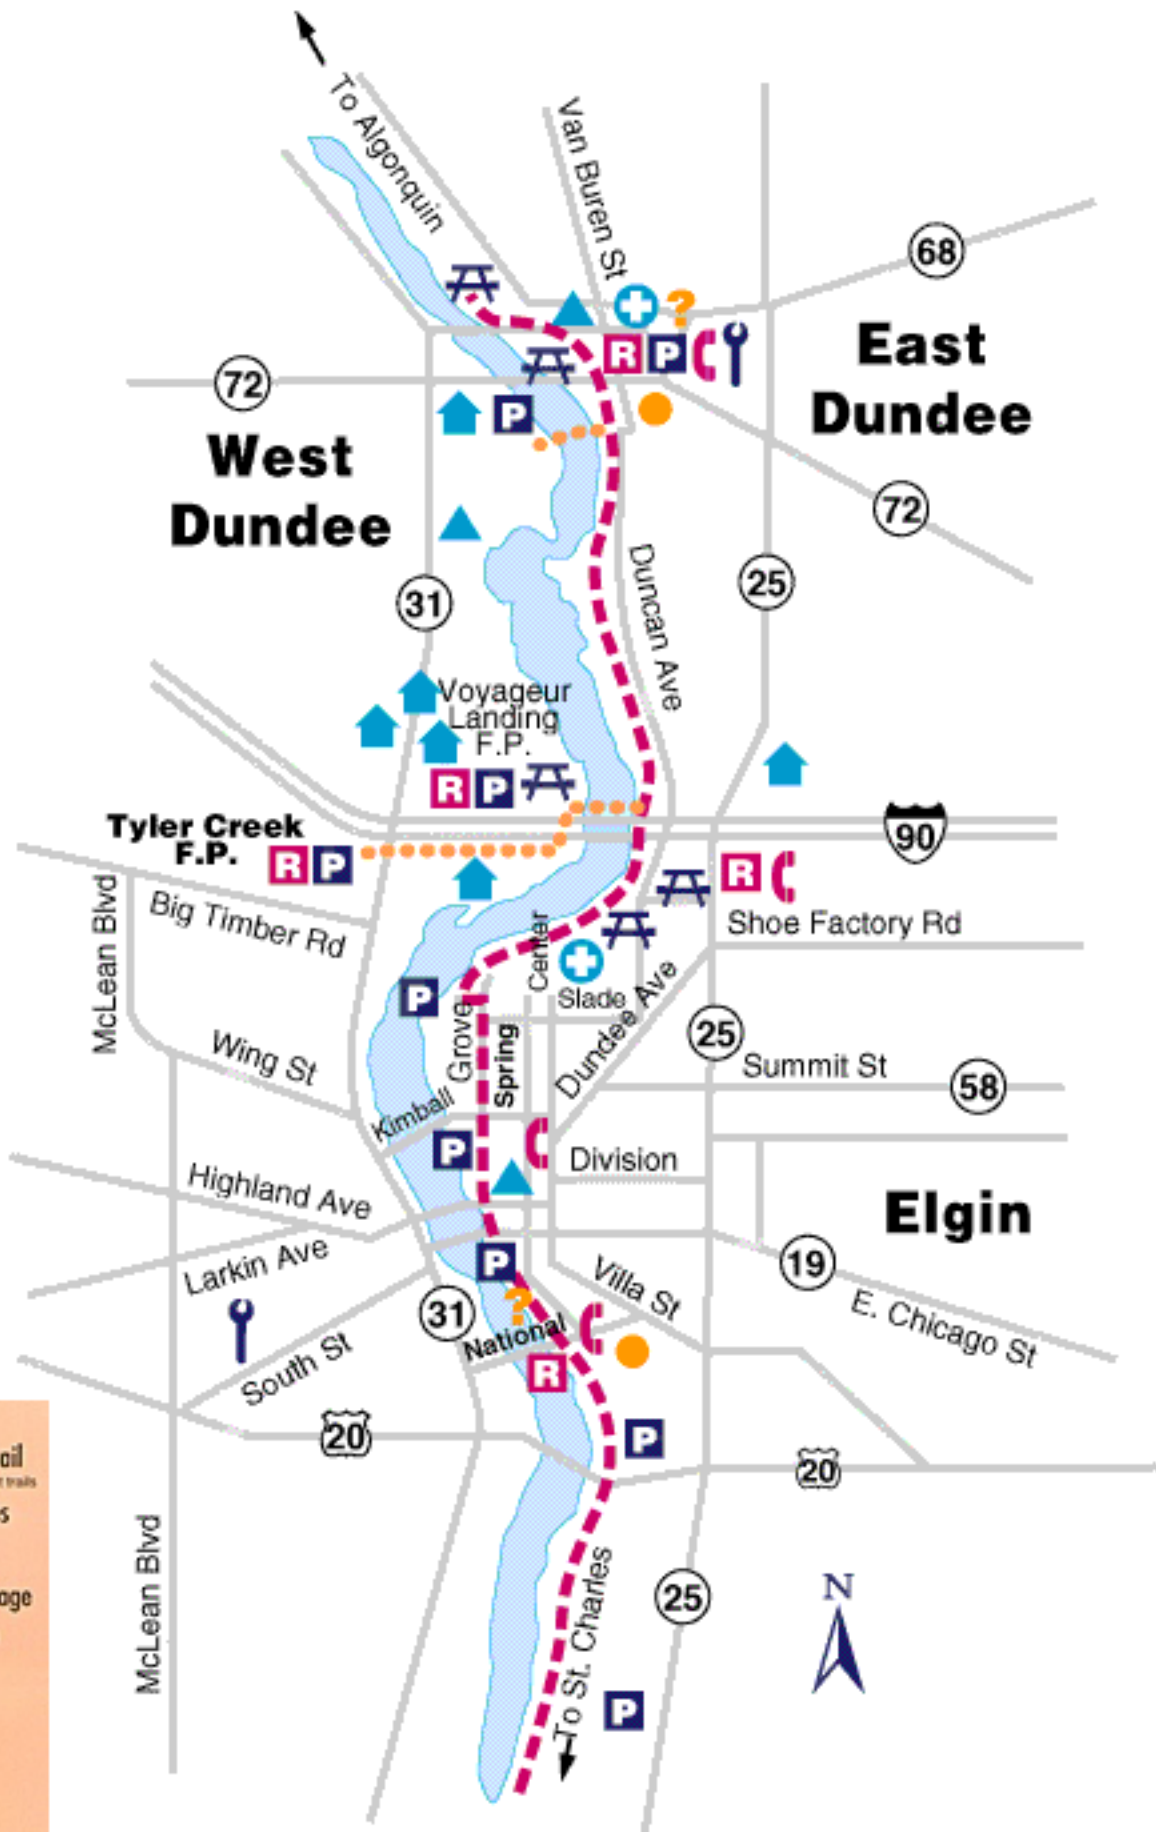 To Algonquin
Van Buren St
68
?
R P
East
Dundee
72
P
West
Dundee
72
31
Duncan Ave
25
Voyageur
Landing
F.P.
R P
90
Tyler Creek
F.P.
R P
R
McLean Blvd
Big Timber Rd
Center
Shoe Factory Rd
P
Slade
Grove
Spring
Dundee Ave
25
Wing St
Summit St
58
Kimball
P
Division
Highland Ave
Elgin
Larkin Ave
P
19
Villa St
?
31
E. Chicago St
National
South St
R
20
P
20
ail
t trails
s
McLean Blvd
age
To St. Charles
25
N
P